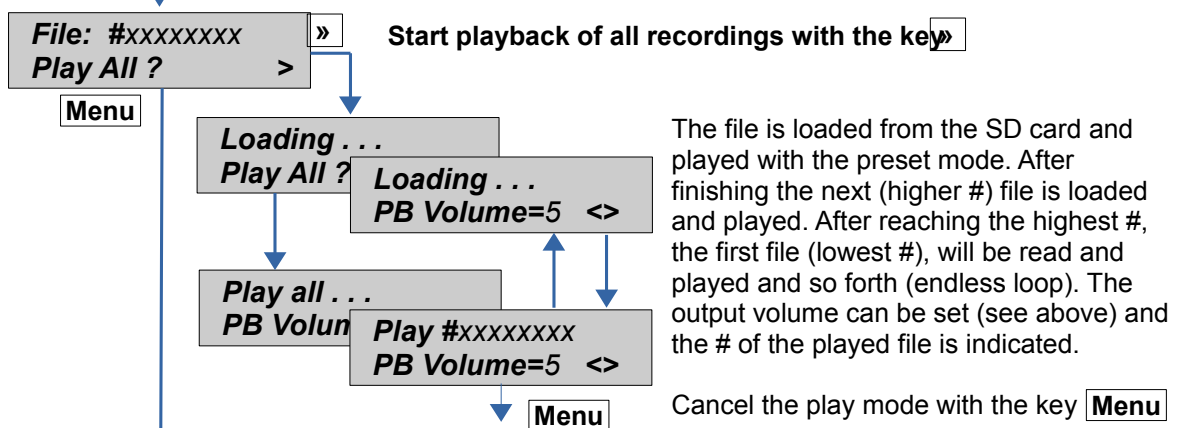 File: #xxxxxxxx
Play All ? >
»
Start playback of all recordings with the key »
Menu
Loading . . .
Play All ?
Loading . . .
PB Volume=5 <>
Play all . . .
PB Volum
Play #xxxxxxxx
PB Volume=5 <>
Menu
The file is loaded from the SD card and
played with the preset mode. After
finishing the next (higher #) file is loaded
and played. After reaching the highest #,
the first file (lowest #), will be read and
played and so forth (endless loop). The
output volume can be set (see above) and
the # of the played file is indicated.
Cancel the play mode with the key Menu